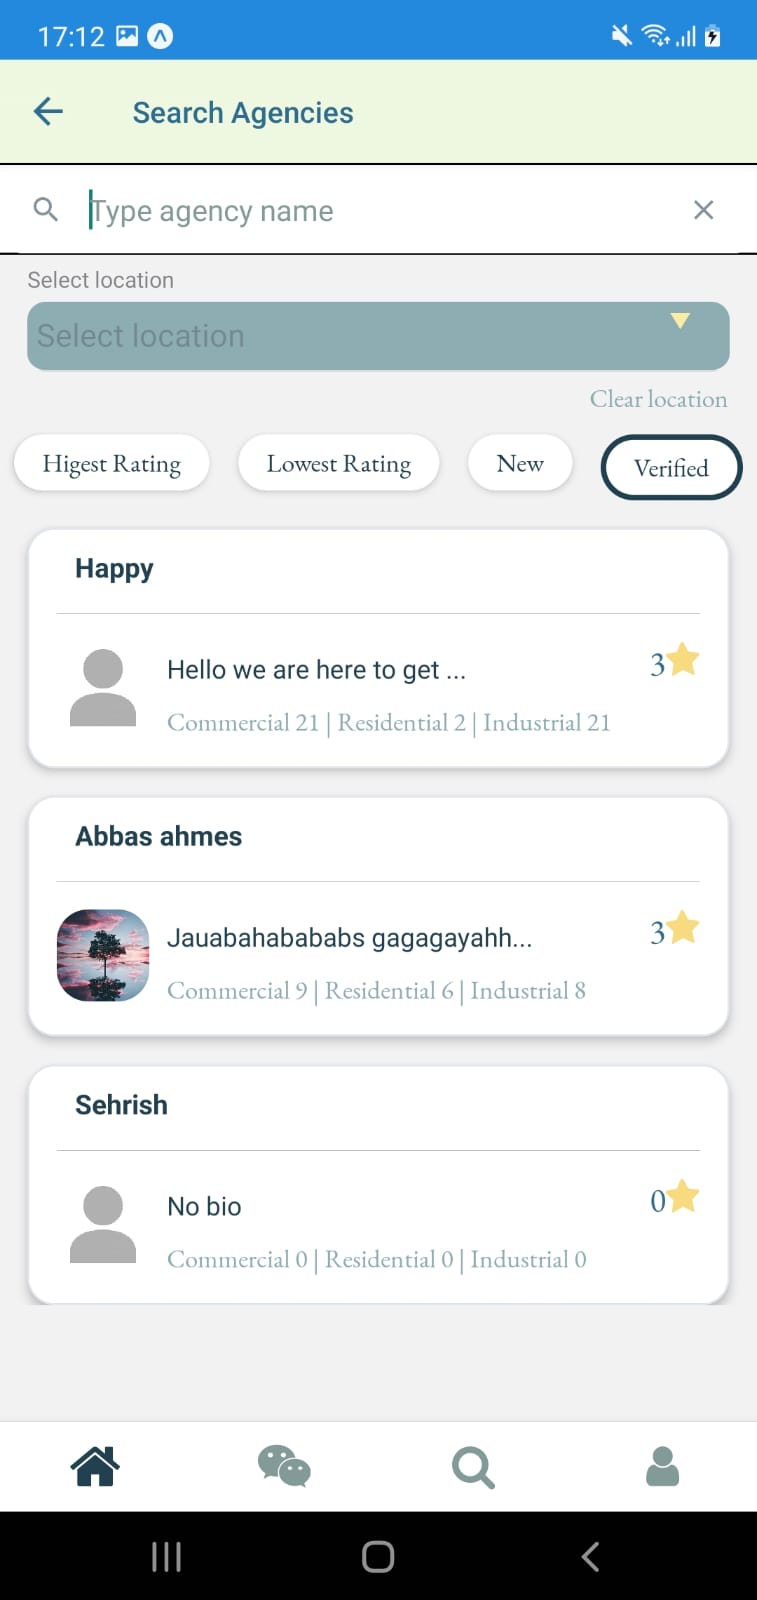 17:12
Search Agencies
Type agency name
Select location
Select location
Clear location
Higest Rating
Lowest Rating
New
Verified
Happy
Hello we are here to get ...
3
Commercial 21 | Residential 2 | Industrial 21
Abbas ahmes
Jauabahabababs gagagayahh...
3
Commercial 9 | Residential 6 | Industrial 8
Sehrish
No bio
0
Commercial 0 | Residential 0 | Industrial 0